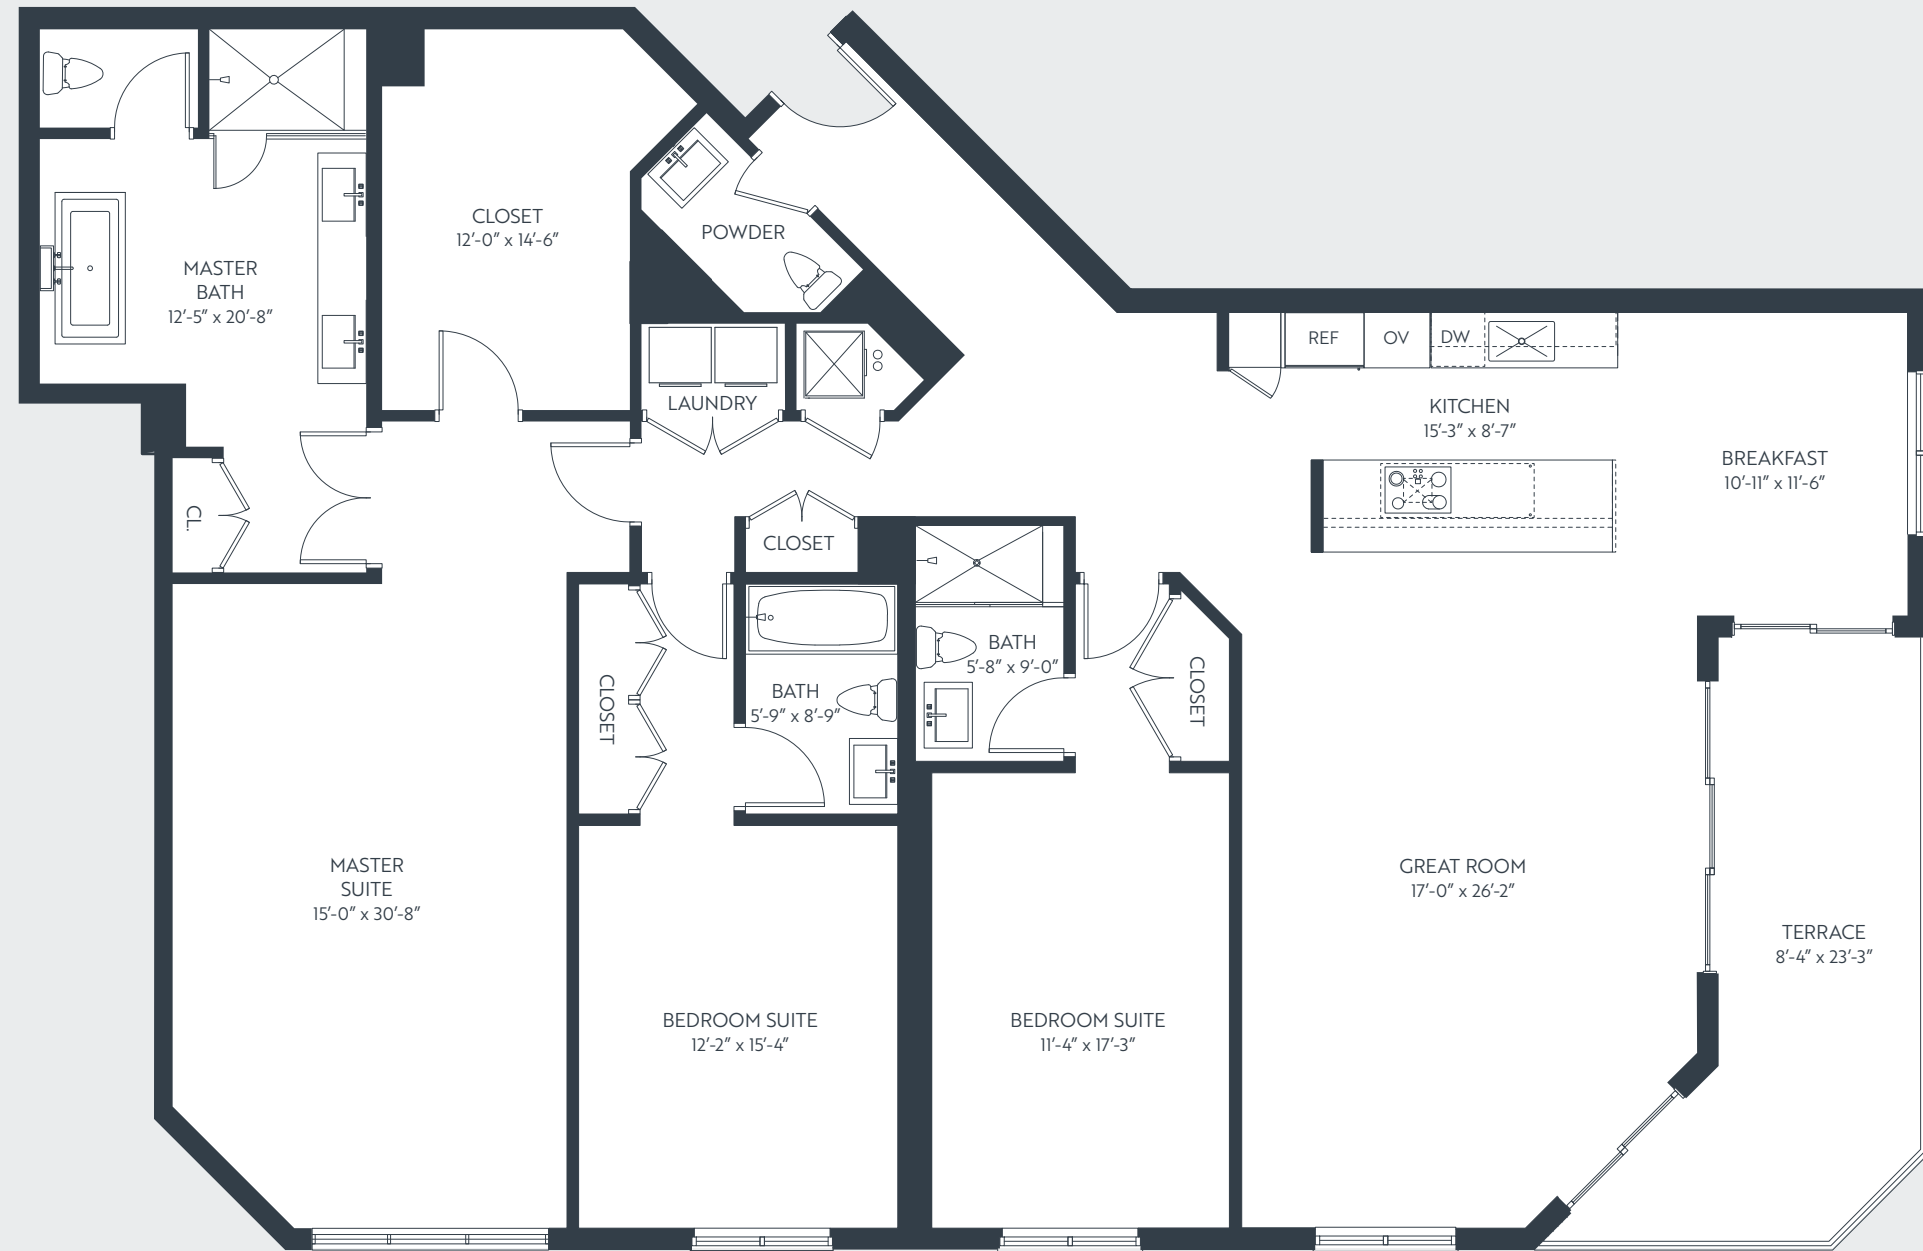 CLOSET
12'-0" x 14'-6"
POWDER
MASTER
BATH
12'-5" x 20'-8"
REF
OV
DW
LAUNDRY
KITCHEN
15'-3" x 8'-7"
BREAKFAST
10'-11" x 11'-6"
CL.
CLOSET
BATH
5'-8" x 9'-0"
CLOSET
BATH
5'-9" x 8'-9"
CLOSET
MASTER
SUITE
15'-0" x 30'-8"
GREAT ROOM
17'-0" x 26'-2"
TERRACE
8'-4" x 23'-3"
BEDROOM SUITE
12'-2" x 15'-4"
BEDROOM SUITE
11'-4" x 17'-3"